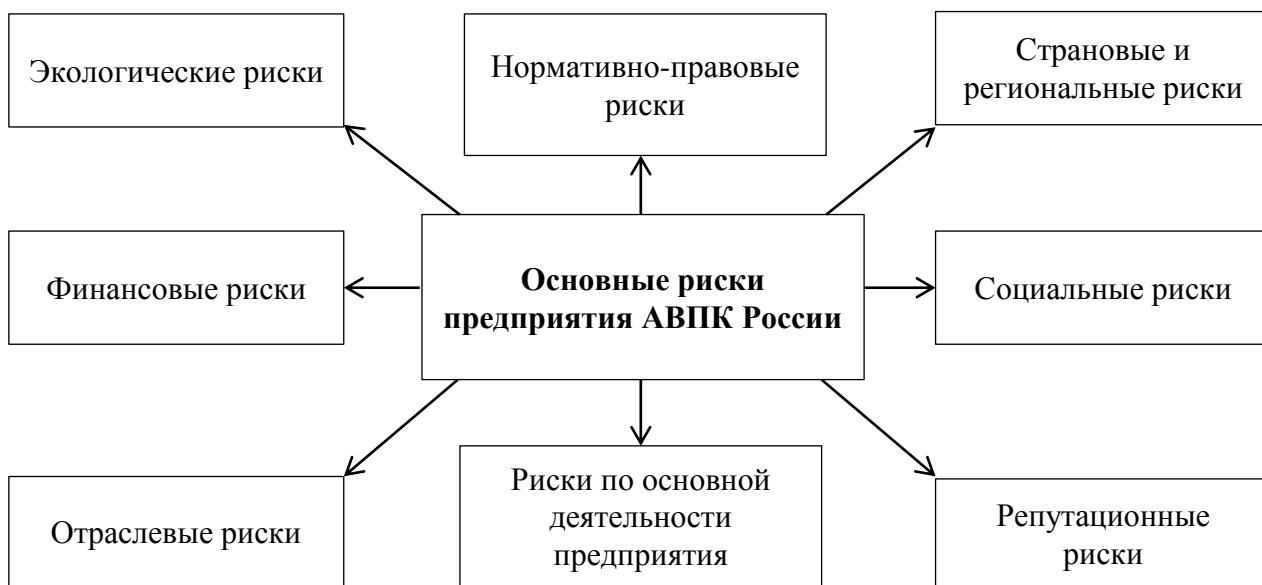 Экологические риски
Нормативно-правовые
риски
Страновые и
региональные риски
Финансовые риски
Основные риски
предприятия АВПК России
Социальные риски
Отраслевые риски
Риски по основной
деятельности
предприятия
Репутационные
риски